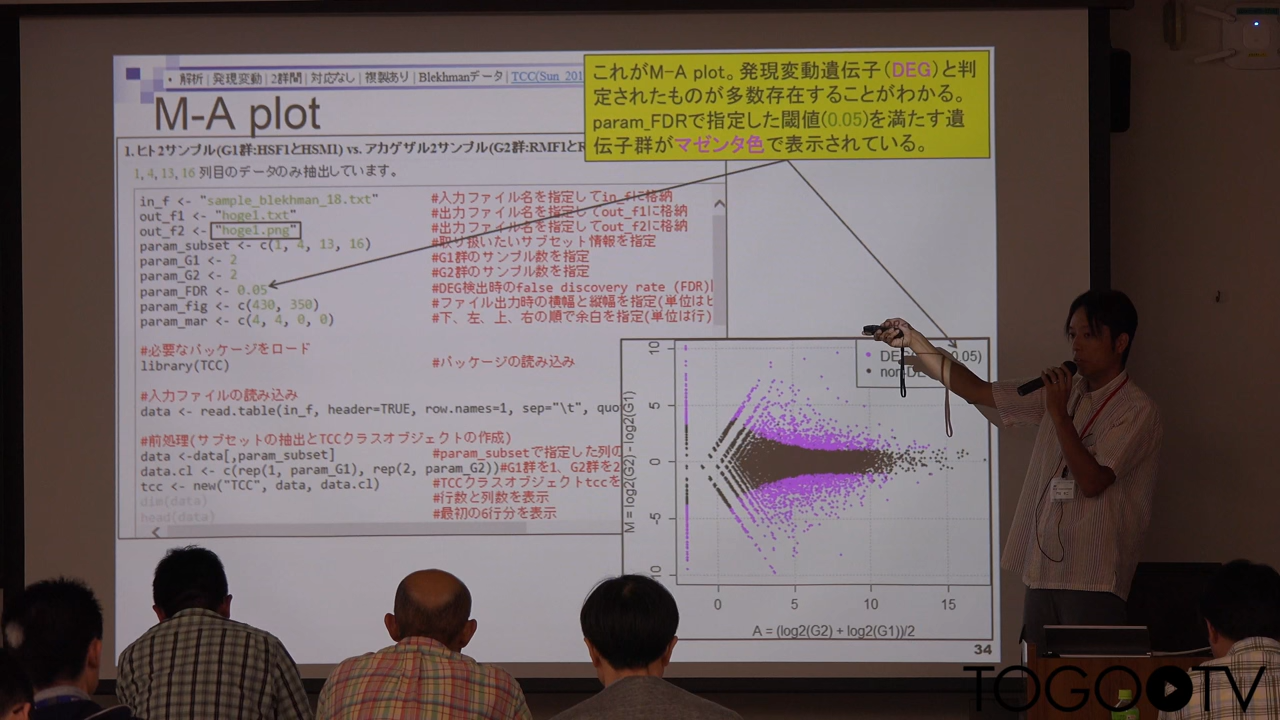 • 解析 | 発現変動 | 2群間 | 対応なし | 複製あり | Blekhmanデータ | TCC(Sun_201
M-A plot
これがM-A plot。発現変動遺伝子(DEG)と判
定されたものが多数存在することがわかる。
param_FDRで指定した閾値(0.05)を満たす遺
伝子群がマゼンタ色で表示されている。
1. ヒト2サンプル(G1群:HSF1とHSM1) vs. アカゲザル2サンプル(G2群:RMF1と
1, 4, 13, 16 列目のデータのみ抽出しています。
in_f <- "sample_blekhman_18.txt" #入力ファイル名を指定してin_fに格納
out_f1 <- "hoge1.txt" #出力ファイル名を指定してout_f1に格納
out_f2 <- "hoge1.png" #出力ファイル名を指定してout_f2に格納
param_subset <- c(1, 4, 13, 16) #取り扱いたいサブセット情報を指定
param_G1 <- 2 #G1群のサンプル数を指定
param_G2 <- 2 #G2群のサンプル数を指定
param_FDR <- 0.05 #DEG検出時のfalse discovery rate (FDR)
param_fig <- c(430, 350) #ファイル出力時の横幅と縦幅を指定(単位は
param_mar <- c(4, 4, 0, 0) #下、左、上、右の順で余白を指定(単位は行)
#必要なパッケージをロード
library(TCC) #パッケージの読み込み
#入力ファイルの読み込み
data <- read.table(in_f, header=TRUE, row.names=1, sep="\t", quo
#前処理(サブセットの抽出とTCCクラスオブジェクトの作成)
data <-data[,param_subset] #param_subsetで指定した列の
data.cl <- c(rep(1, param_G1), rep(2, param_G2))#G1群を1、G2群を2
tcc <- new("TCC", data, data.cl) #TCCクラスオブジェクトtccを
dim(data) #行数と列数を表示
head(data) #最初の6行分を表示
M = log2(G2) - log2(G1)
10
5
0
-5
0 5 10 15
A = (log2(G2) + log2(G1))/2
34
TOGOTV